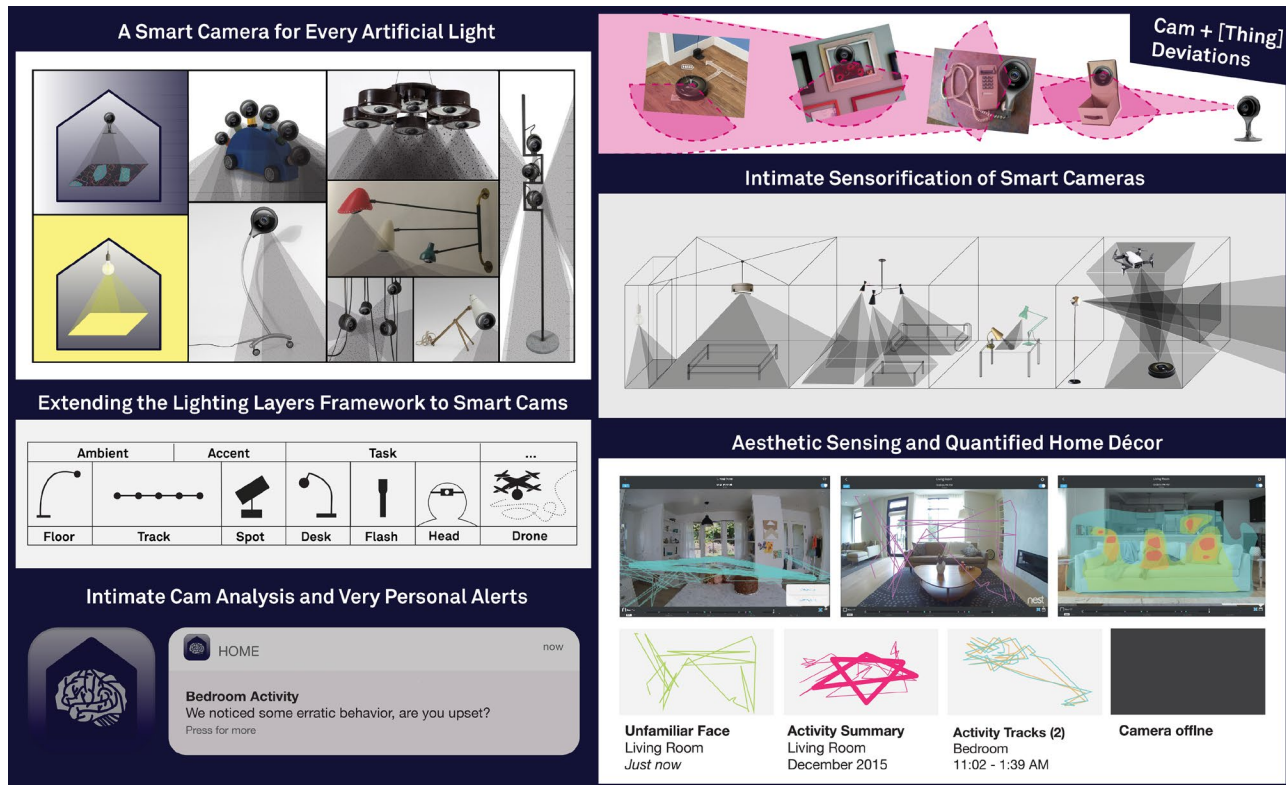 A Smart Camera for Every Artificial Light
Cam + [Thing]
Deviations
Intimate Sensorification of Smart Cameras
Extending the Lighting Layers Framework to Smart Cams
Ambient Accent Task ...
Floor Track Spot Desk Flash Head Drone
Aesthetic Sensing and Quantified Home Décor
Living Room
nest
Intimate Cam Analysis and Very Personal Alerts
HOME now
Bedroom Activity
We noticed some erratic behavior, are you upset?
Press for more
Unfamiliar Face
Living Room
Just now
Activity Summary
Living Room
December 2015
Activity Tracks (2)
Bedroom
11:02 - 1:39 AM
Camera offlne